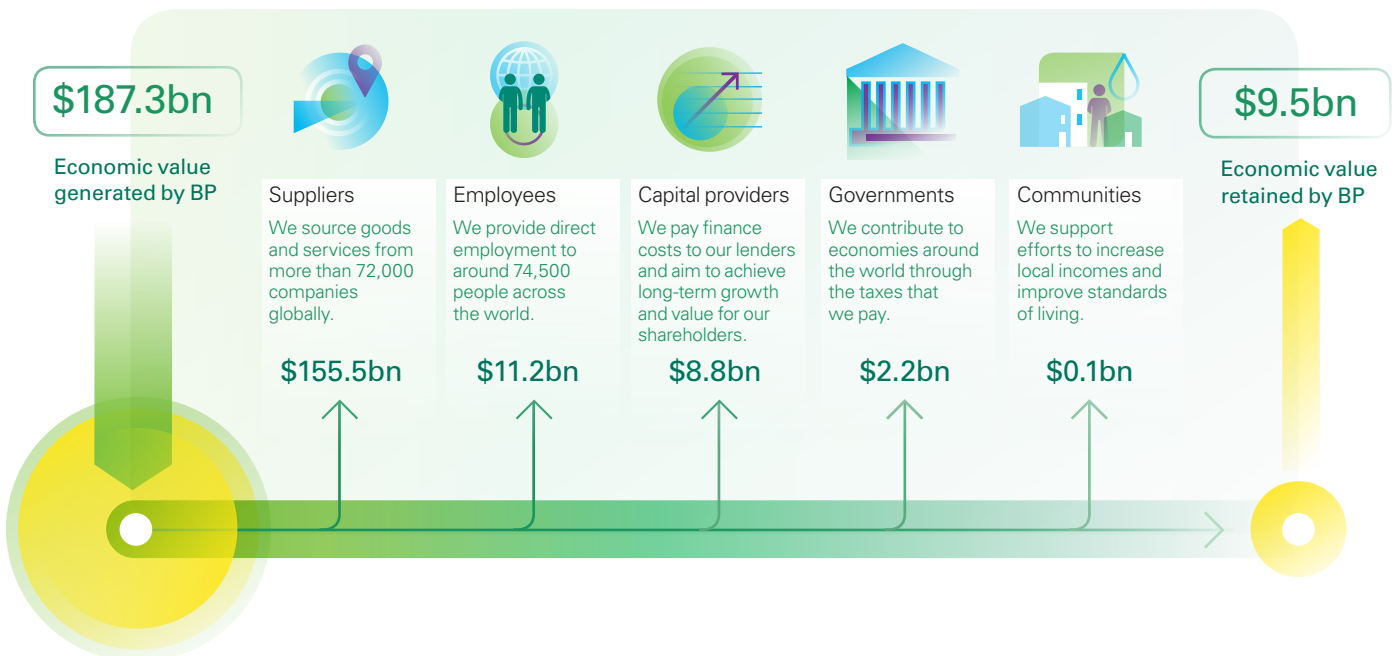 $187.3bn
Economic value
generated by BP
Suppliers
We source goods
and services from
more than 72,000
companies
globally.
$155.5bn
Employees
We provide direct
employment to
around 74,500
people across
the world.
$11.2bn
Capital providers
We pay finance
costs to our lenders
and aim to achieve
long-term growth
and value for our
shareholders.
$8.8bn
Governments
We contribute to
economies around
the world through
the taxes that
we pay.
$2.2bn
Communities
We support
efforts to increase
local incomes and
improve standards
of living.
$0.1bn
$9.5bn
Economic value
retained by BP